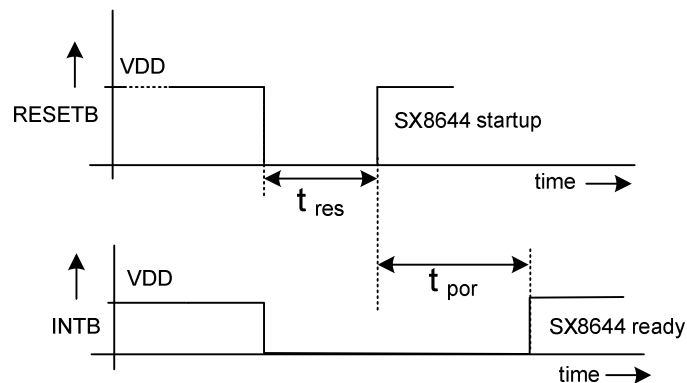 VDD
RESETB
SX8644 startup
time
t res
VDD
t por
INTB
SX8644 ready
time